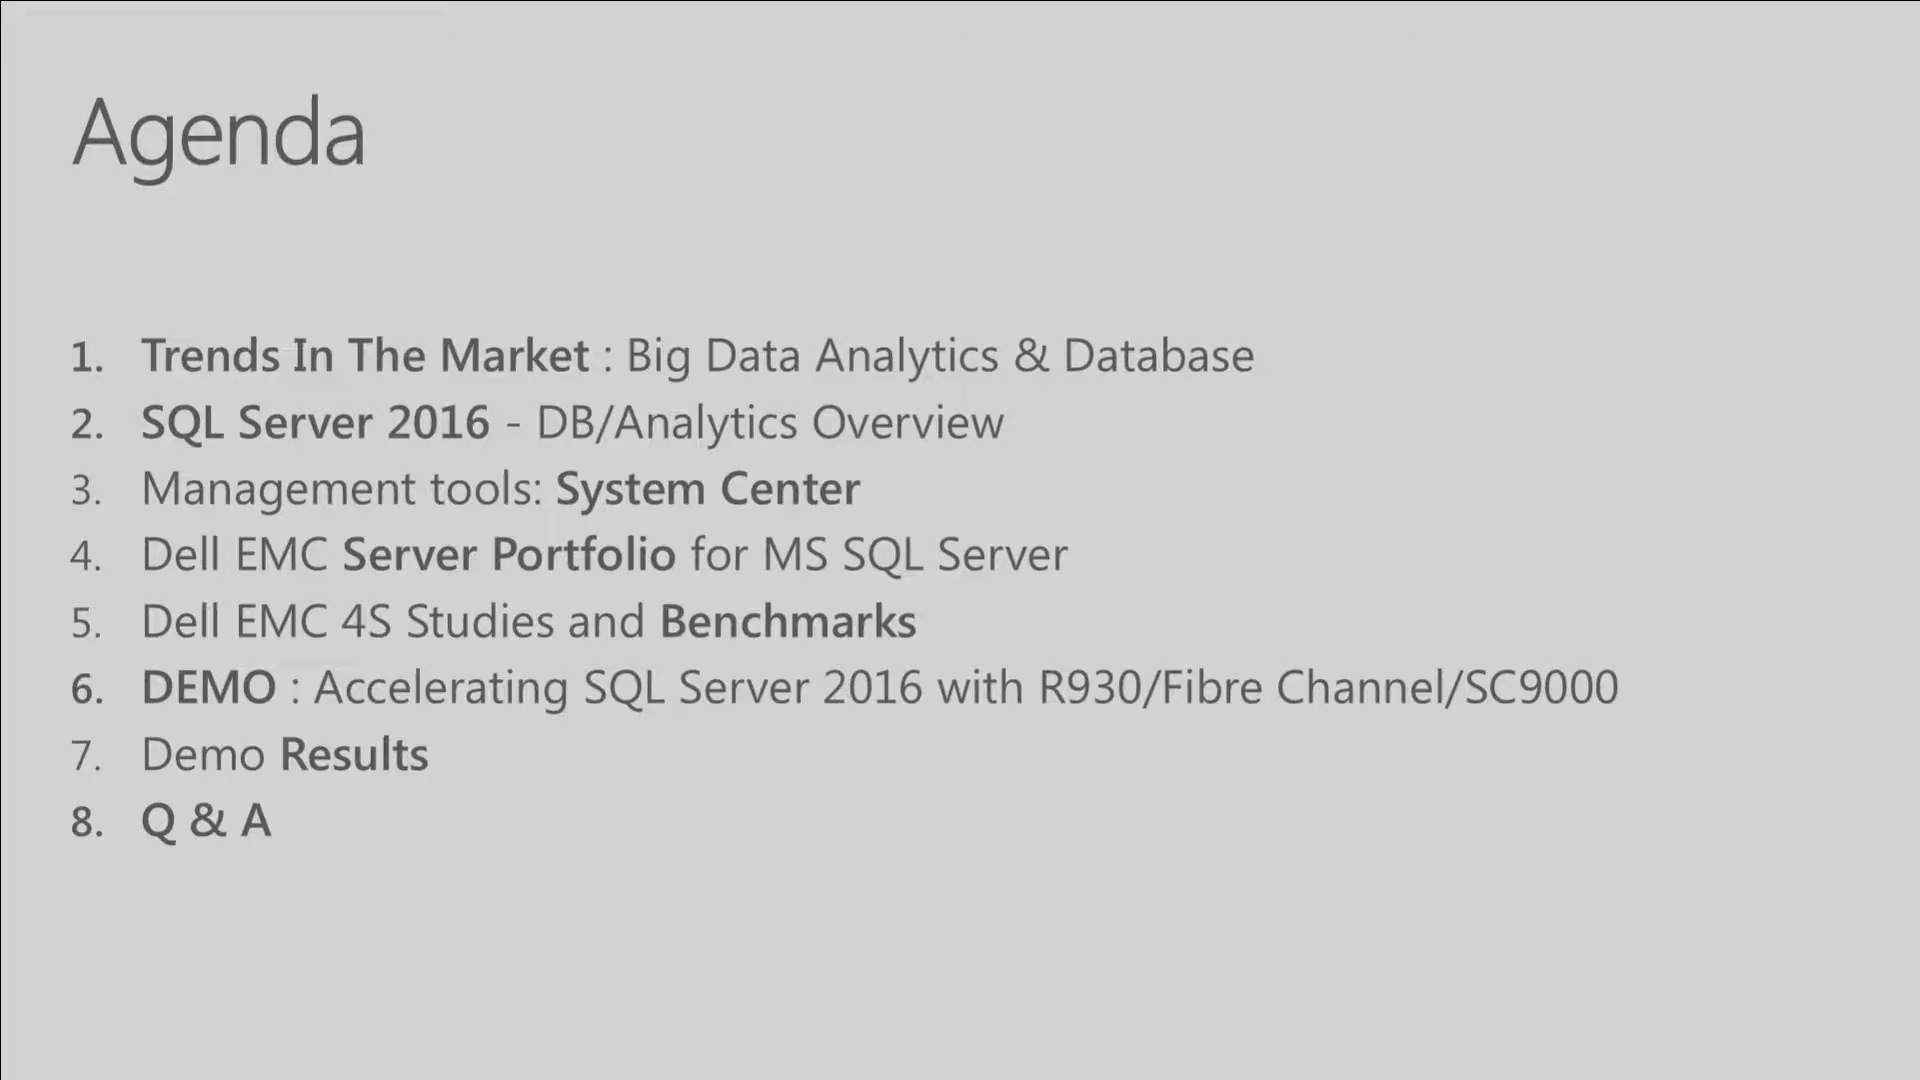 Agenda
1. Trends In The Market : Big Data Analytics & Database
2. SQL Server 2016 - DB/Analytics Overview
3. Management tools: System Center
4. Dell EMC Server Portfolio for MS SQL Server
5. Dell EMC 4S Studies and Benchmarks
6. DEMO : Accelerating SQL Server 2016 with R930/Fibre Channel/SC9000
7. Demo Results
8. Q & A